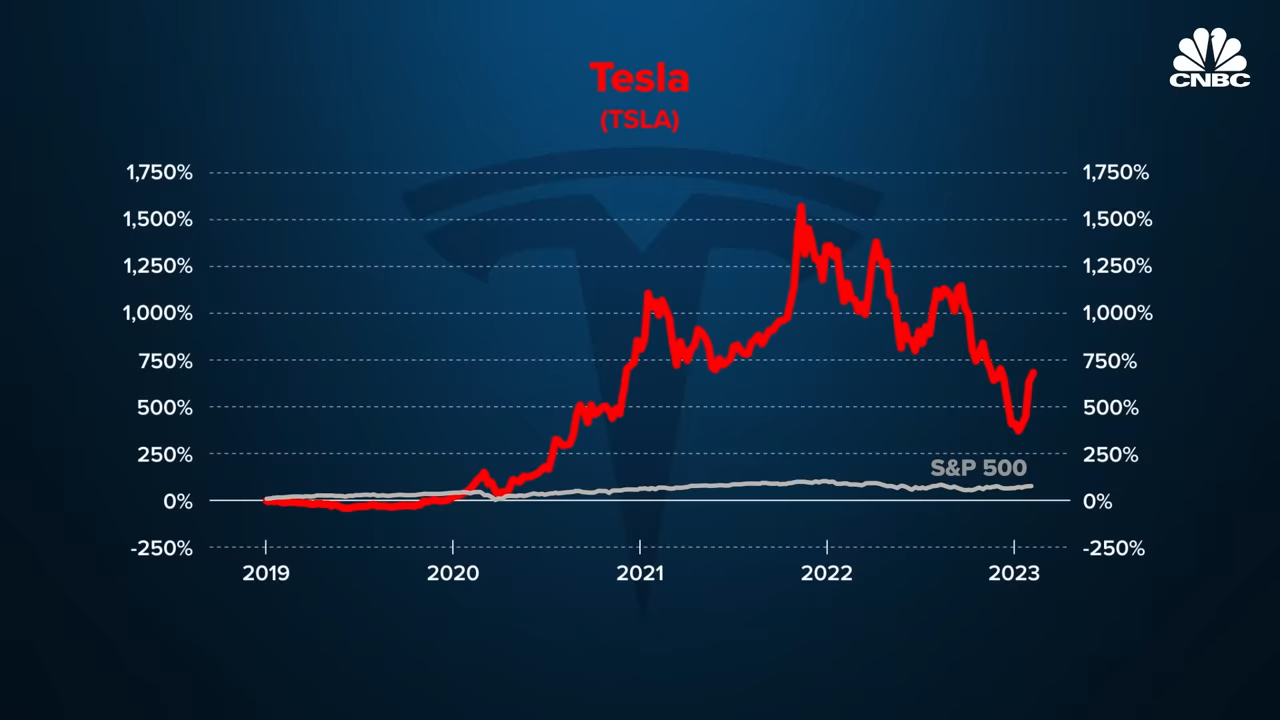 CNBC
Tesla
(TSLA)
1,750% 1,750%
1,500% 1,500%
1,250% 1,250%
1,000% 1,000%
750% 750%
500% 500%
250% 250%
S&P 500
0% 0%
-250% -250%
2019 2020 2021 2022 2023